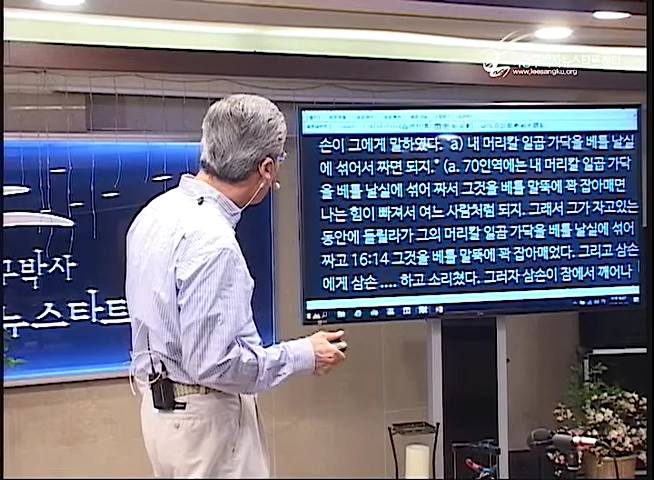 www.leesangku.org
손이 그에게 말하였다. "a) 내 머리칼 일곱 가닥을 베틀 날실
에 섞어서 짜면 되지." (a. 70인역에는 내 머리칼 일곱 가닥
을 베틀 날실에 섞어 짜서 그것을 베틀 말뚝에 꽉 잡아매면
나는 힘이 빠져서 여느 사람처럼 되지. 그래서 그가 자고있는
동안에 들릴라가 그의 머리칼 일곱 가닥을 베틀 날실에 섞어
짜고 16:14 그것을 베틀 말뚝에 꽉 잡아매었다. 그리고 삼손
에게 삼손 .... 하고 소리쳤다. 그러자 삼손이 잠에서 깨어나
구박사
뉴스타트